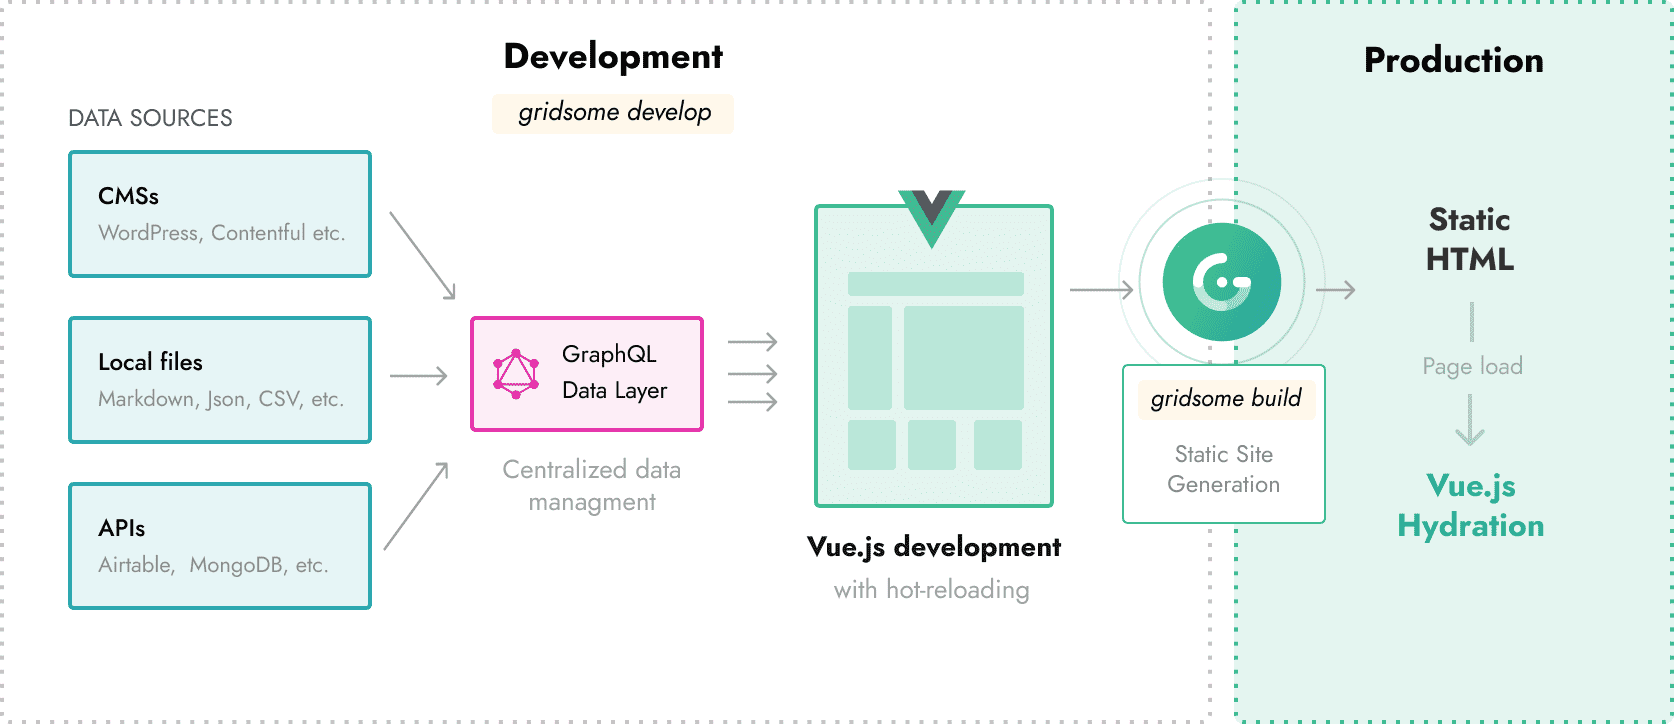 Development
gridsome develop
DATA SOURCES
CMSs
WordPress, Contentful etc.
Local files
Markdown, Json, CSV, etc.
APIs
Airtable, MongoDB, etc.
GraphQL
Data Layer
Centralized data
managment
Vue.js development
with hot-reloading
gridsome build
Static Site
Generation
Production
Static
HTML
Page load
Vue.js
Hydration